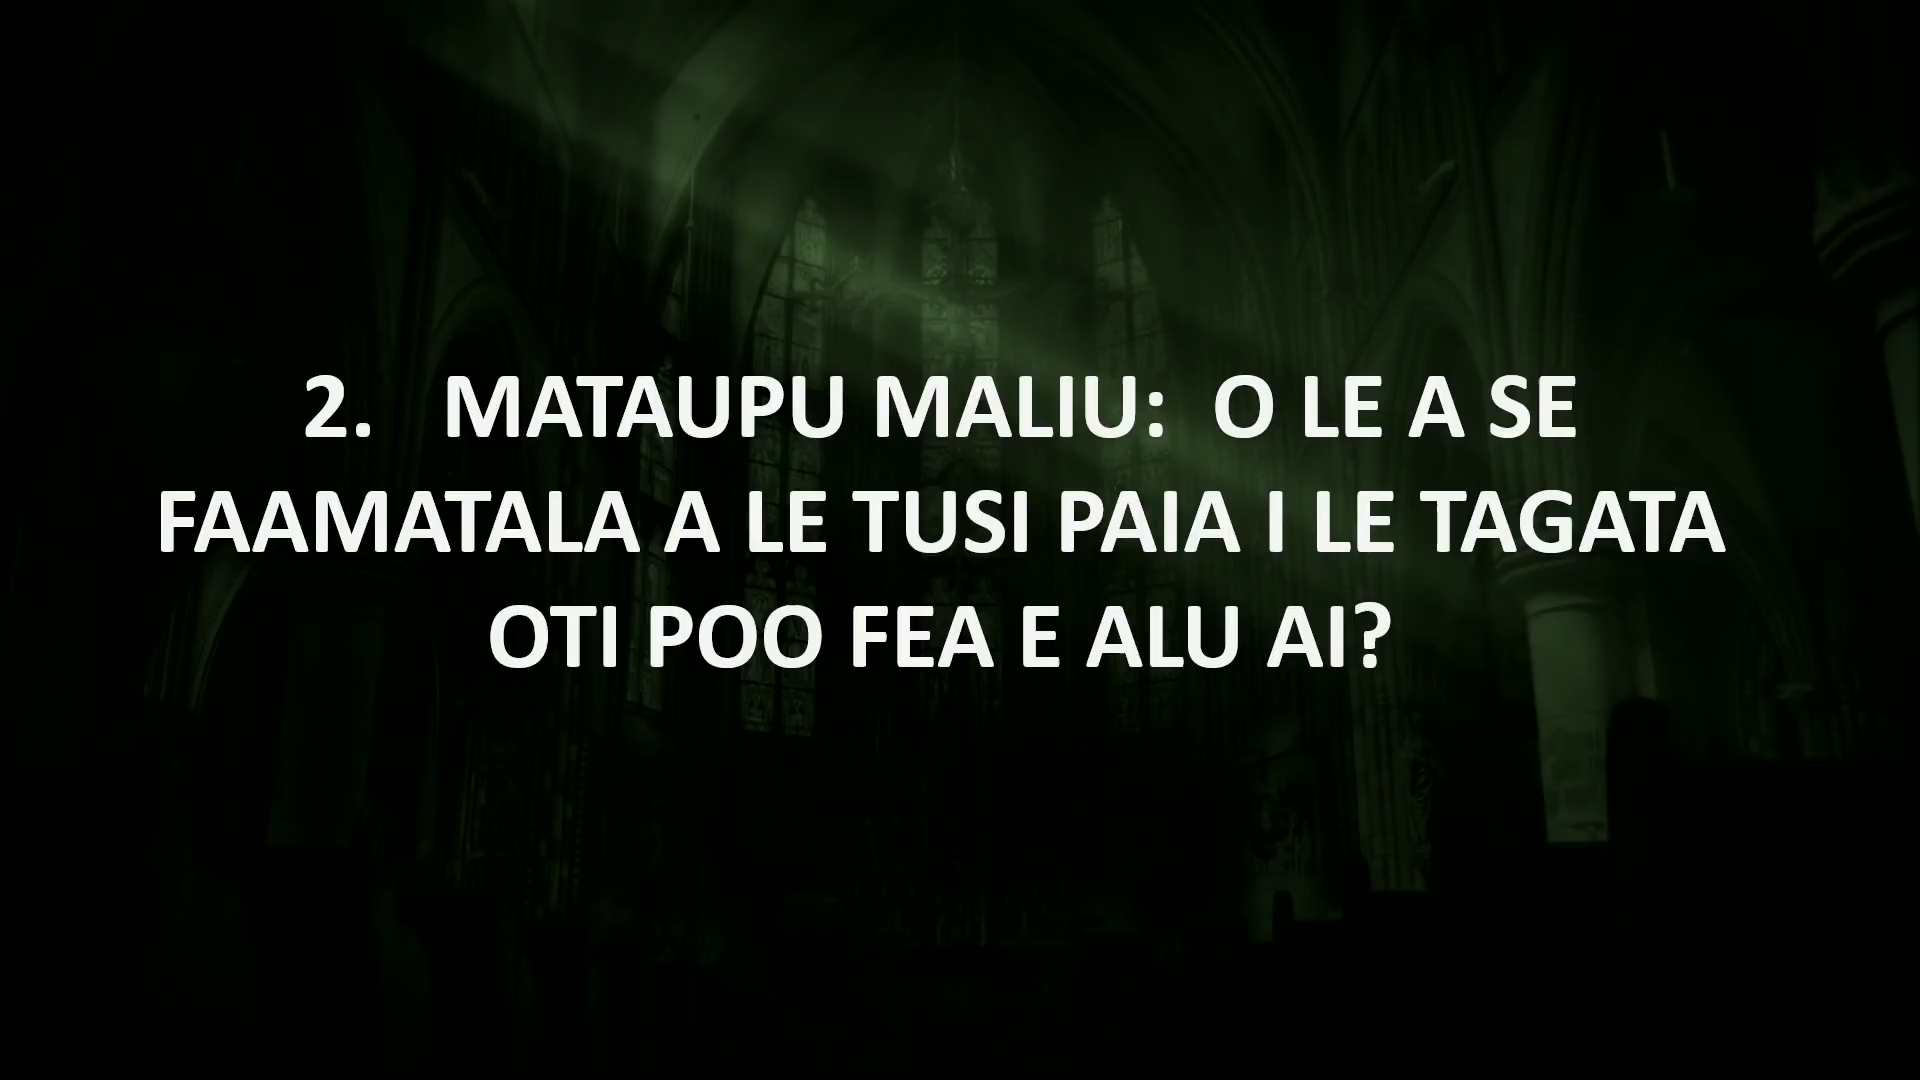 2.   MATAUPU MALIU:  O LE A SE
FAAMATALA A LE TUSI PAIA I LE TAGATA
OTI POO FEA E ALU AI?